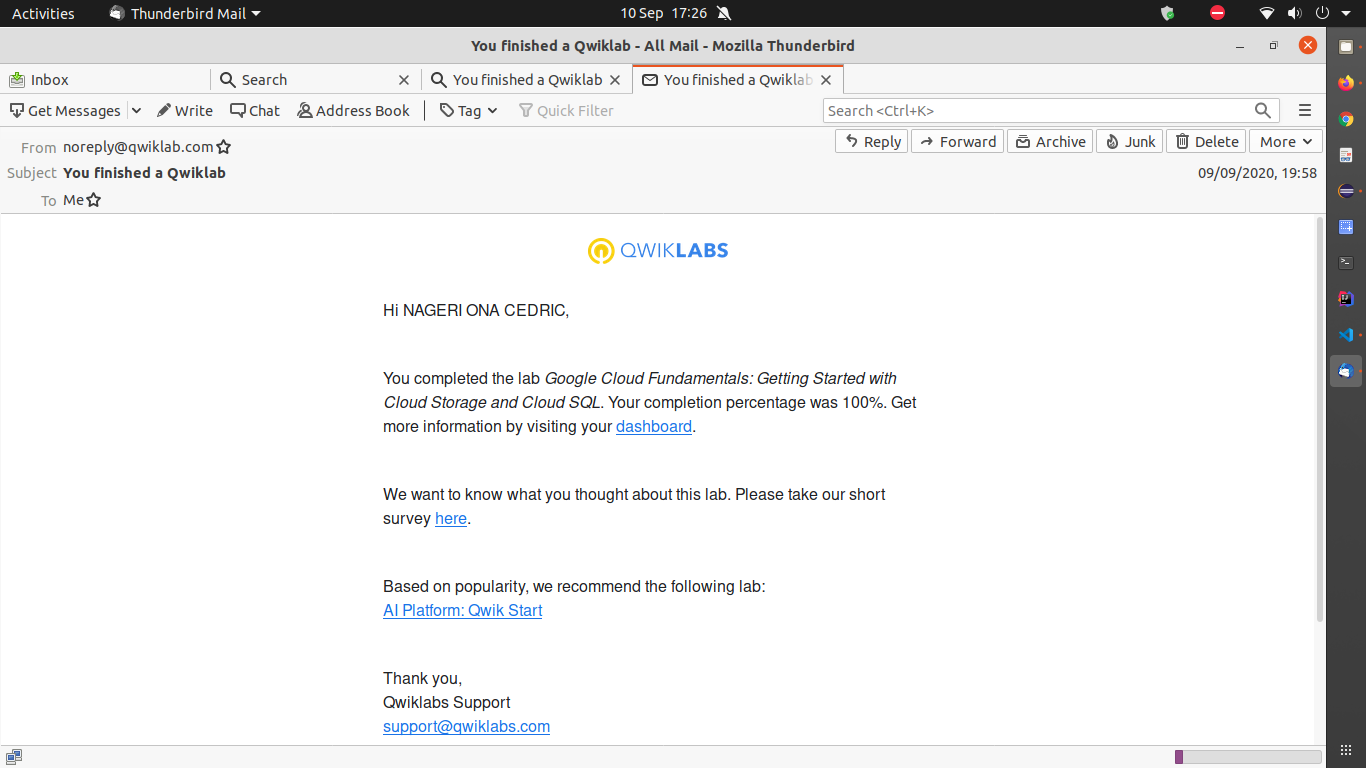 Activities
Thunderbird Mail
10 Sep 17:26
You finished a Qwiklab - All Mail - Mozilla Thunderbird
Inbox
Search
You finished a Qwiklab
You finished a Qwiklab
Get Messages
Write
Chat
Address Book
Tag
Quick Filter
Search <Ctrl+K>
From noreply@qwiklab.com
Reply
Forward
Archive
Junk
Delete
More
Subject You finished a Qwiklab
09/09/2020, 19:58
To Me
QWIKLABS
Hi NAGERI ONA CEDRIC,
You completed the lab Google Cloud Fundamentals: Getting Started with
Cloud Storage and Cloud SQL. Your completion percentage was 100%. Get
more information by visiting your dashboard.
We want to know what you thought about this lab. Please take our short
survey here.
Based on popularity, we recommend the following lab:
AI Platform: Qwik Start
Thank you,
Qwiklabs Support
support@qwiklabs.com